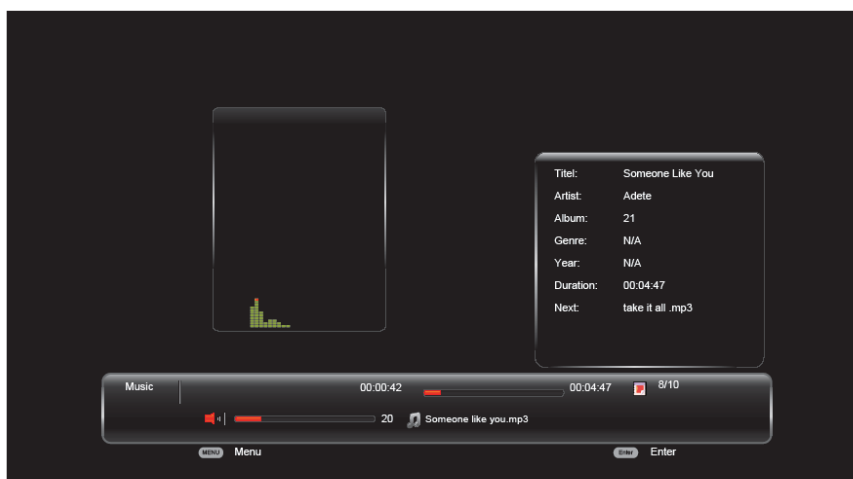 Titel: Someone Like You
Artist: Adete
Album: 21
Genre: N/A
Year: N/A
Duration: 00:04:47
Next: take it all .mp3
Music 00:00:42 00:04:47 8/10
20 Someone like you.mp3
MENU Menu Enter Enter